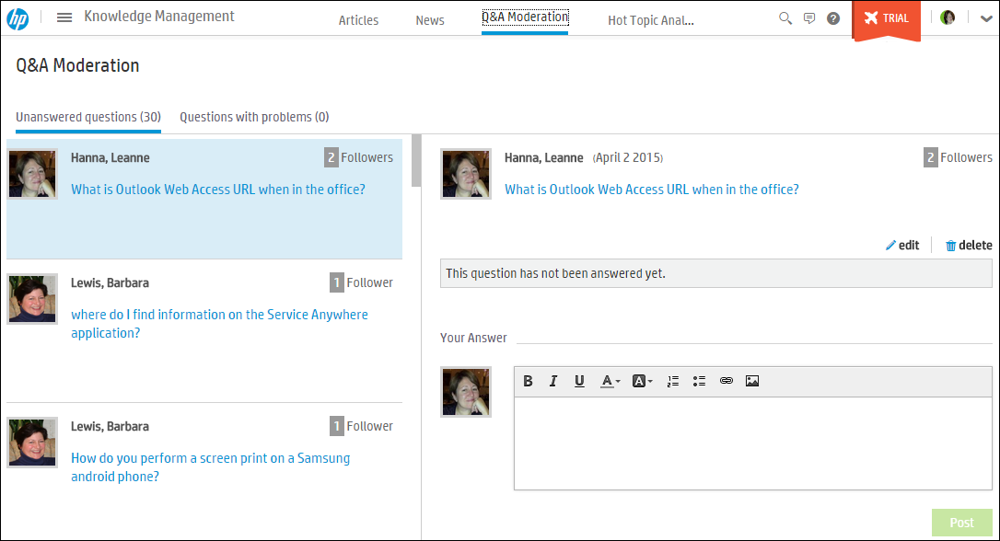 hp
Knowledge Management
Articles
News
Q&A Moderation
Hot Topic Anal...
?
TRIAL
Q&A Moderation
Unanswered questions (30)
Questions with problems (0)
Hanna, Leanne
2 Followers
What is Outlook Web Access URL when in the office?
Lewis, Barbara
1 Follower
where do I find information on the Service Anywhere
application?
Lewis, Barbara
1 Follower
How do you perform a screen print on a Samsung
android phone?
Hanna, Leanne (April 2 2015)
2 Followers
What is Outlook Web Access URL when in the office?
edit
delete
This question has not been answered yet.
Your Answer
B I U A A
Post